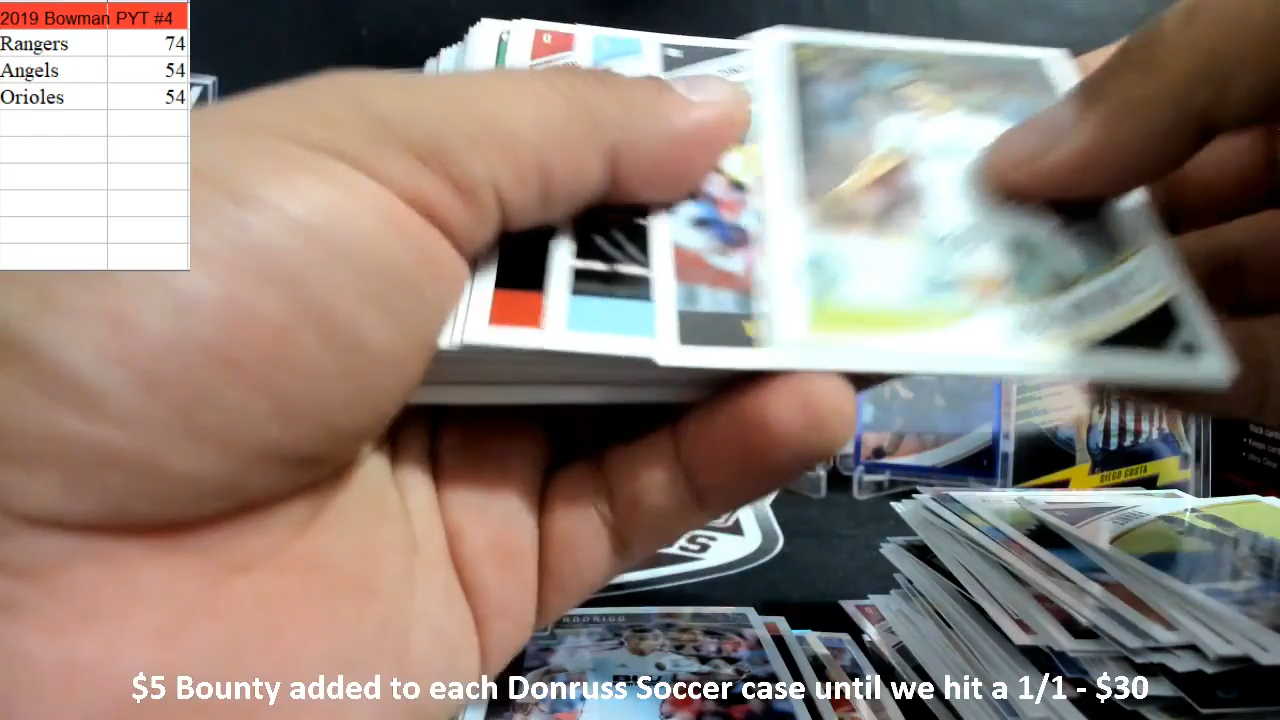 2019 Bowman PYT #4
Rangers 74
Angels 54
Orioles 54
DIEGO COSTA
RODRIGO
$5 Bounty added to each Donruss Soccer case until we hit a 1/1 - $30